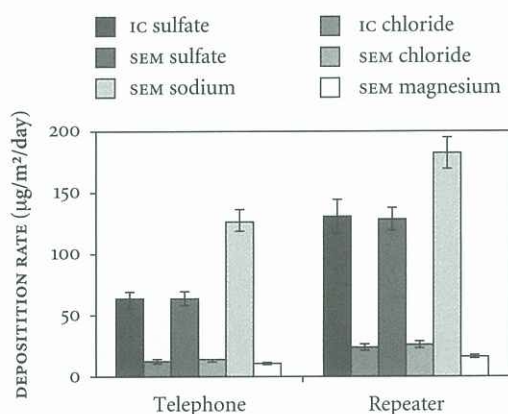 IC sulfate IC chloride
SEM sulfate SEM chloride
SEM sodium SEM magnesium
DEPOSITITION RATE (µg/m²/day)
200
150
100
50
0
Telephone Repeater